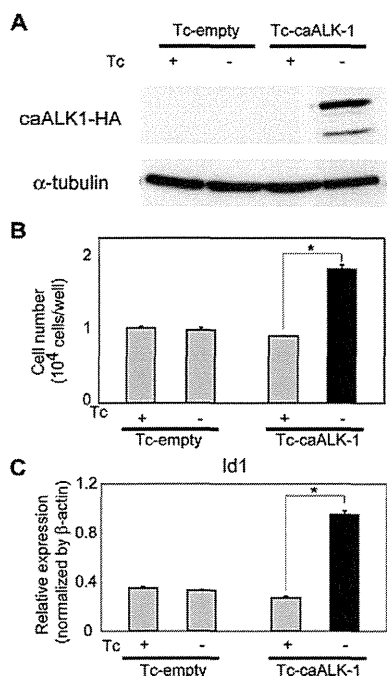 A
Tc-empty Tc-caALK-1
Tc + - + -
caALK1-HA
α-tubulin
B
Cell number
(10⁴ cells/well)
2
1
0
*
Tc + - + -
Tc-empty Tc-caALK-1
C
Id1
Relative expression
(normalized by β-actin)
1.2
0.8
0.4
0
*
Tc + - + -
Tc-empty Tc-caALK-1